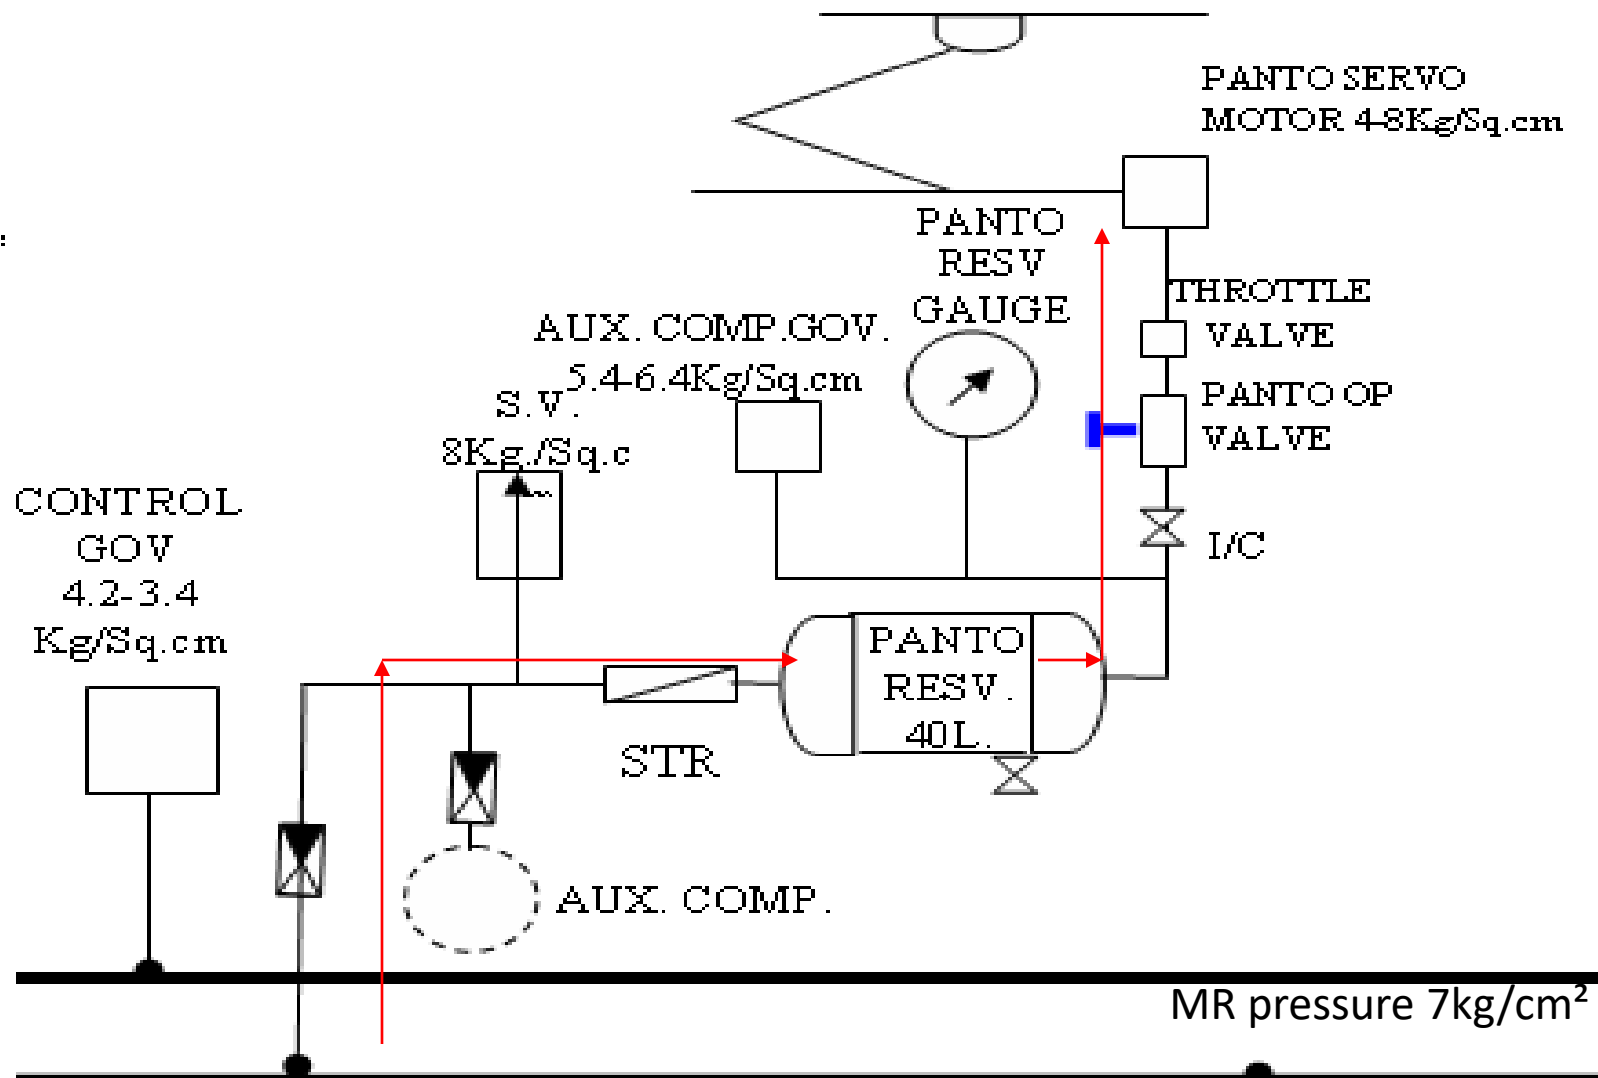 PANTO SERVO
MOTOR 4-8Kg/Sq.cm
PANTO
RESV
GAUGE
THROTTLE
VALVE
AUX. COMP.GOV.
5.4-6.4Kg/Sq.cm
PANTO OP
VALVE
S.V.
8Kg./Sq.c
CONTROL
GOV
4.2-3.4
Kg/Sq.cm
I/C
PANTO
RESV.
40L.
STR
AUX. COMP.
MR pressure 7kg/cm²